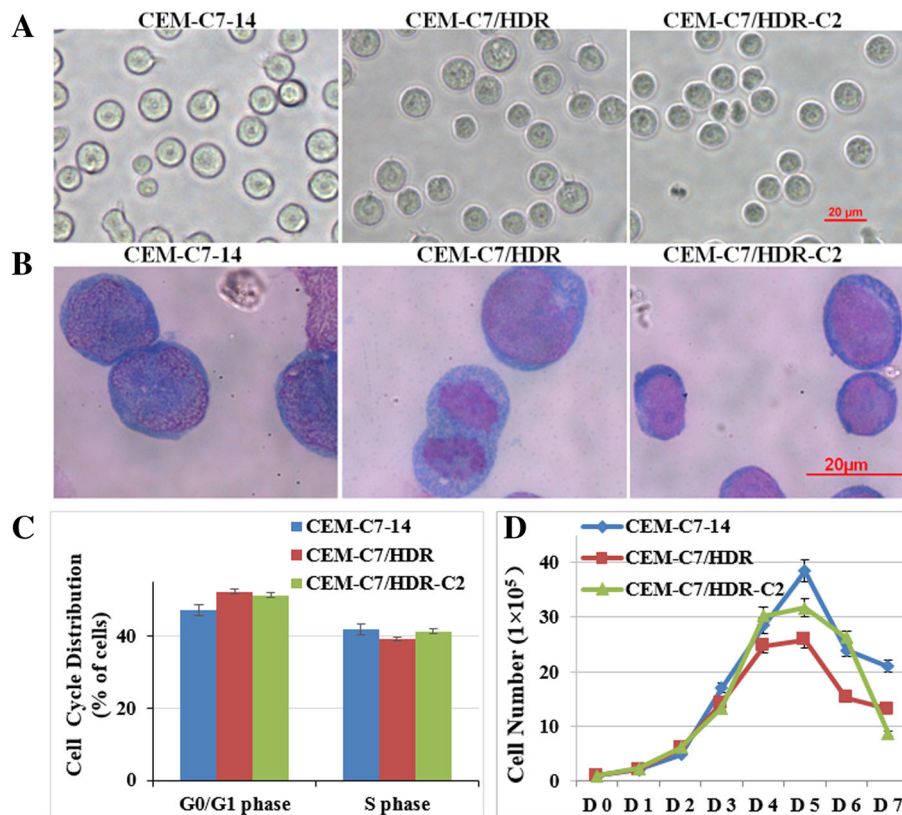 A
CEM-C7-14 CEM-C7/HDR CEM-C7/HDR-C2
20 µm
B
CEM-C7-14 CEM-C7/HDR CEM-C7/HDR-C2
20µm
C
Cell Cycle Distribution
(% of cells)
80
40
20
0
CEM-C7-14
CEM-C7/HDR
CEM-C7/HDR-C2
G0/G1 phase S phase
D
Cell Number (1×10⁵)
40
30
20
10
0
CEM-C7-14
CEM-C7/HDR
CEM-C7/HDR-C2
D 0 D 1 D 2 D 3 D 4 D 5 D 6 D 7